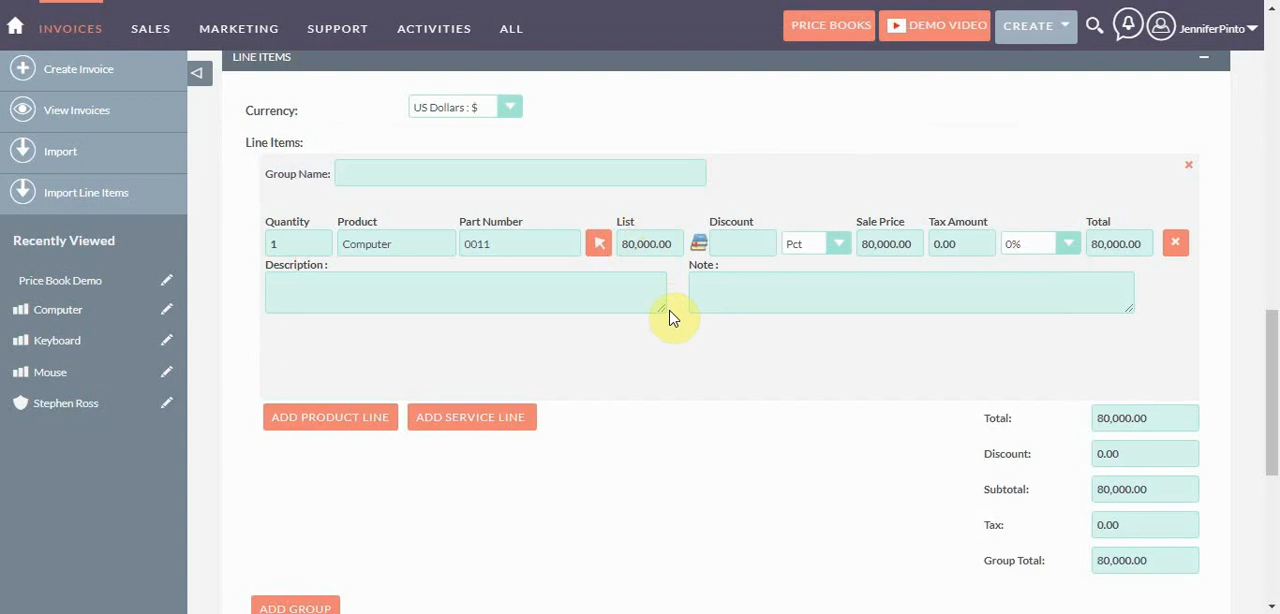 INVOICES SALES MARKETING SUPPORT ACTIVITIES ALL PRICE BOOKS DEMO VIDEO CREATE JenniferPinto
Create Invoice
View Invoices
Import
Import Line Items
Recently Viewed
Price Book Demo
Computer
Keyboard
Mouse
Stephen Ross
LINE ITEMS
Currency: US Dollars : $
Line Items:
Group Name:
Quantity Product Part Number List Discount Sale Price Tax Amount Total
1 Computer 0011 80,000.00 Pct 80,000.00 0.00 0% 80,000.00
Description : Note :
ADD PRODUCT LINE ADD SERVICE LINE
Total: 80,000.00
Discount: 0.00
Subtotal: 80,000.00
Tax: 0.00
Group Total: 80,000.00
ADD GROUP